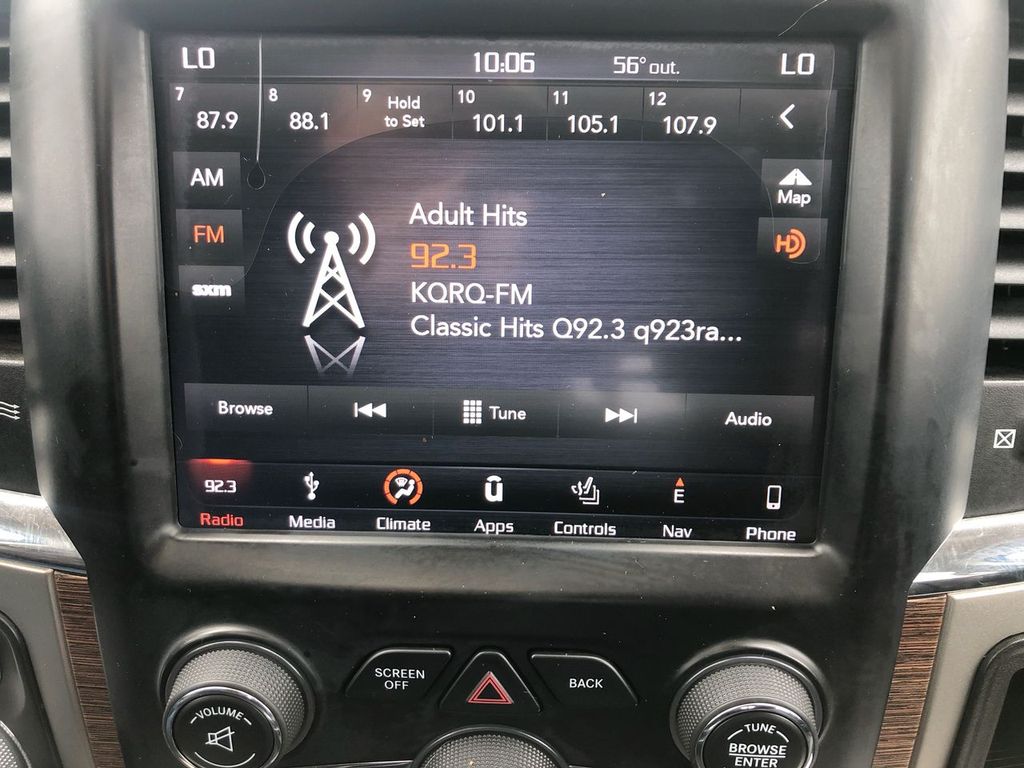 LO 10:06 56° out. LO
7 8 9 10 11 12
87.9 88.1 Hold to Set 101.1 105.1 107.9
AM
FM
sxm
Map
HD
Adult Hits
92.3
KQRQ-FM
Classic Hits Q92.3 q923ra...
Browse Tune Audio
92.3 E
Radio Media Climate Apps Controls Nav Phone
SCREEN
OFF
BACK
VOLUME
TUNE
BROWSE
ENTER